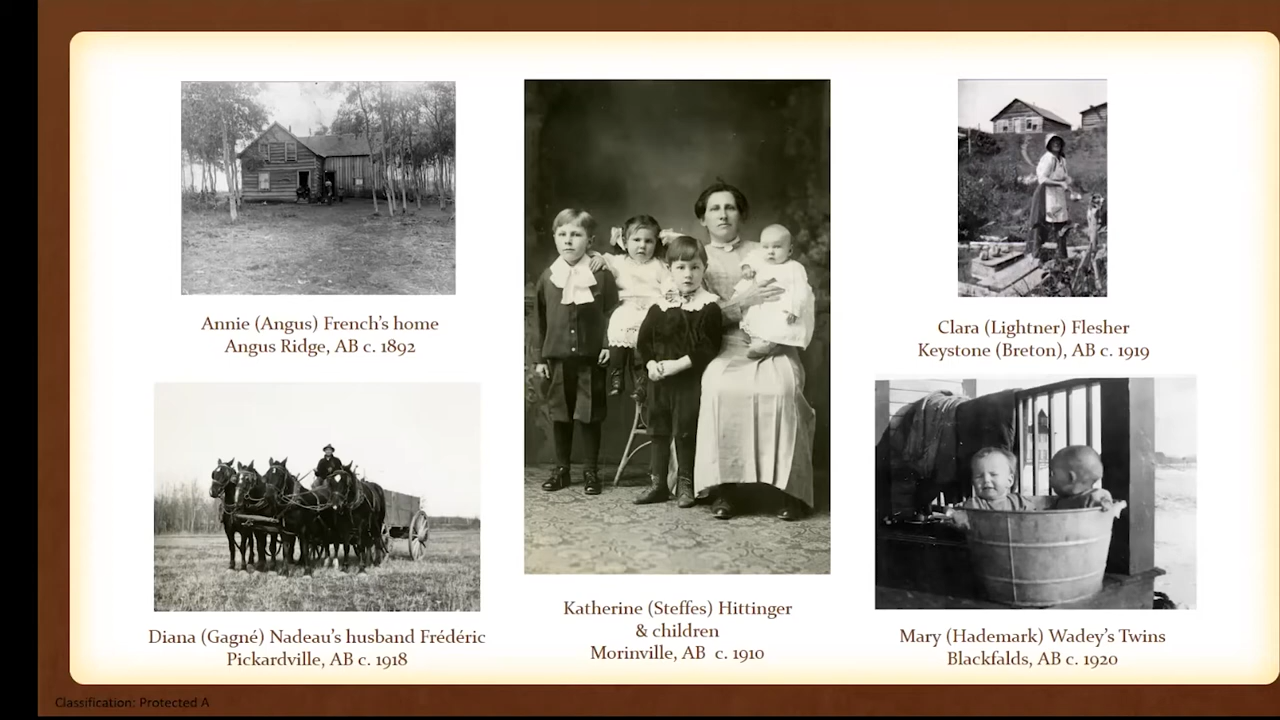 Annie (Angus) French's home
Angus Ridge, AB c. 1892
Diana (Gagné) Nadeau's husband Frédéric
Pickardville, AB c. 1918
Katherine (Steffes) Hittinger
& children
Morinville, AB c. 1910
Clara (Lightner) Flesher
Keystone (Breton), AB c. 1919
Mary (Hademark) Wadey's Twins
Blackfalds, AB c. 1920
Classification: Protected A